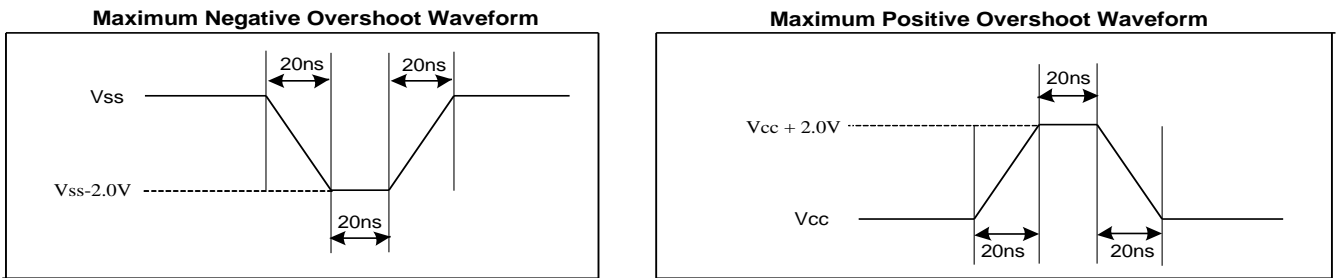 Maximum Negative Overshoot Waveform
20ns
20ns
Vss
Vss-2.0V
20ns
Maximum Positive Overshoot Waveform
20ns
Vcc + 2.0V
Vcc
20ns
20ns